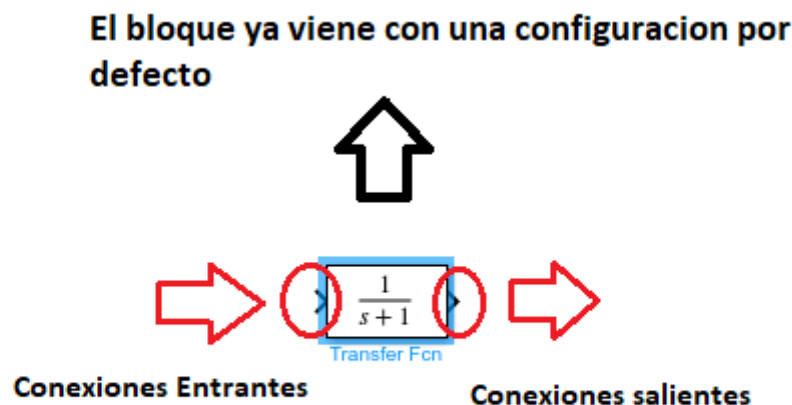 El bloque ya viene con una configuracion por
defecto
1
s + 1
Transfer Fcn
Conexiones Entrantes
Conexiones salientes